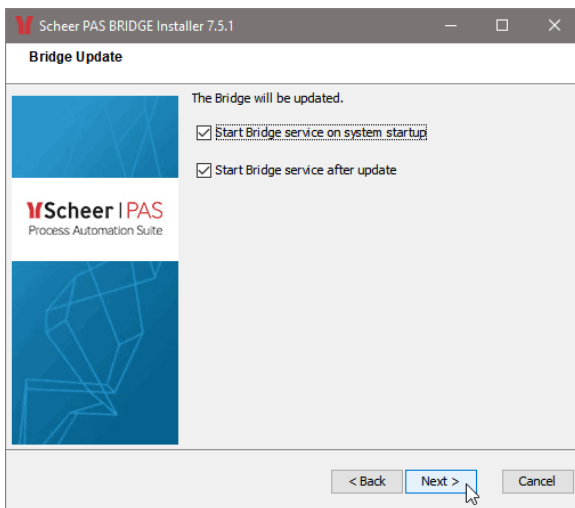 Scheer PAS BRIDGE Installer 7.5.1
Bridge Update
The Bridge will be updated.
Start Bridge service on system startup
Start Bridge service after update
Scheer PAS
Process Automation Suite
< Back Next > Cancel